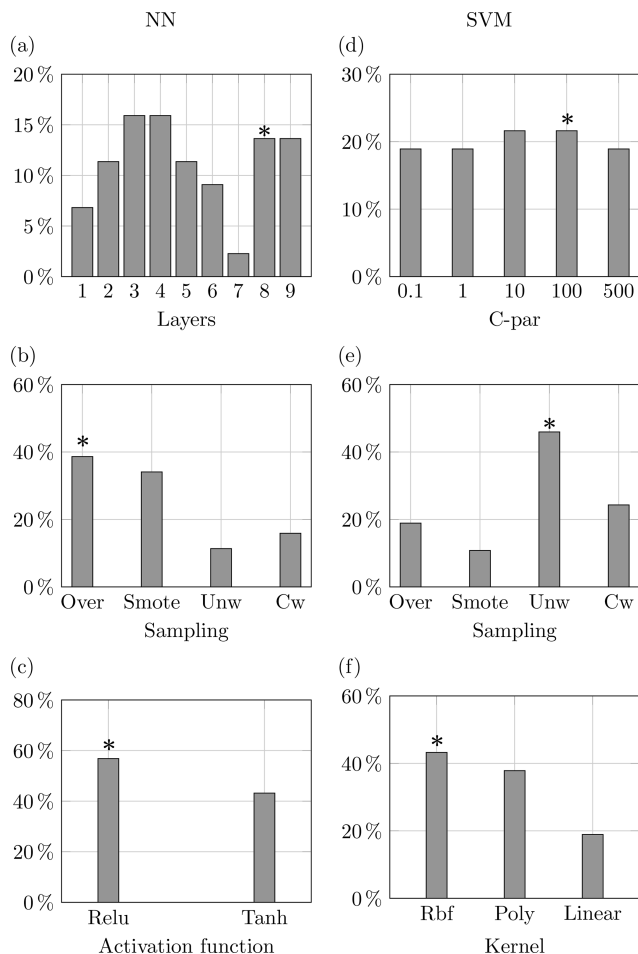 NN
SVM
(a)
20 %
15 %
10 %
5 %
0 %
*
1 2 3 4 5 6 7 8 9
Layers
(d)
30 %
20 %
10 %
0 %
*
0.1 1 10 100 500
C-par
(b)
60 %
40 %
20 %
0 %
*
Over Smote Unw Cw
Sampling
(e)
60 %
40 %
20 %
0 %
*
Over Smote Unw Cw
Sampling
(c)
80 %
60 %
40 %
20 %
0 %
*
Relu Tanh
Activation function
(f)
60 %
40 %
20 %
0 %
*
Rbf Poly Linear
Kernel